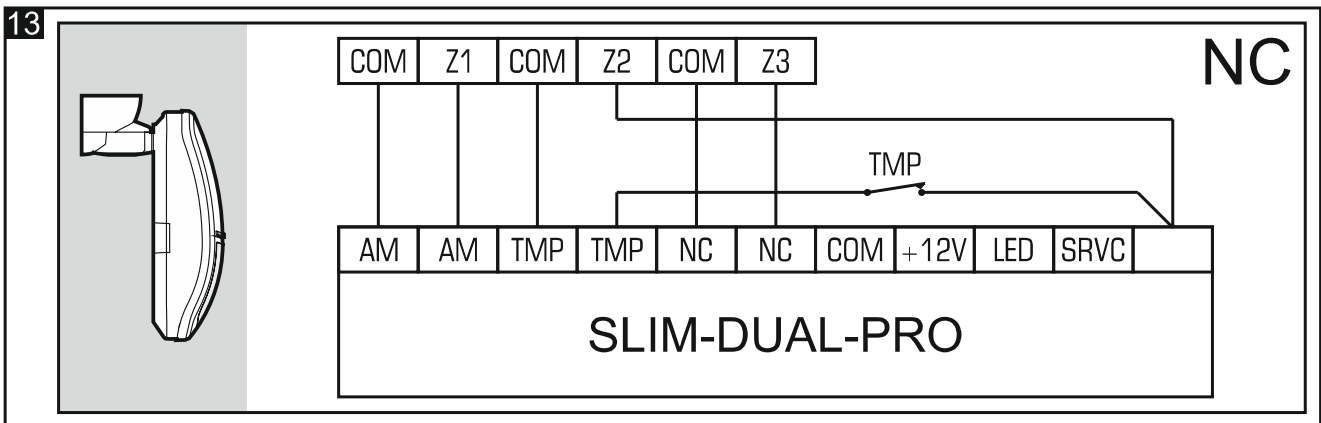 13
NC
COM Z1 COM Z2 COM Z3
TMP
AM AM TMP TMP NC NC COM +12V LED SRVC
SLIM-DUAL-PRO